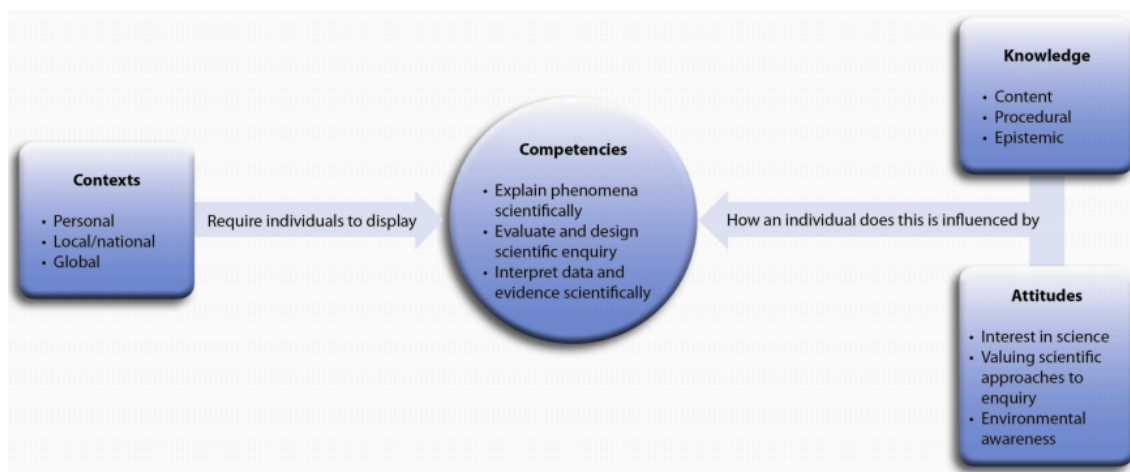 Contexts
• Personal
• Local/national
• Global
Require individuals to display
Competencies
• Explain phenomena
scientifically
• Evaluate and design
scientific enquiry
• Interpret data and
evidence scientifically
How an individual does this is influenced by
Knowledge
• Content
• Procedural
• Epistemic
Attitudes
• Interest in science
• Valuing scientific
approaches to
enquiry
• Environmental
awareness